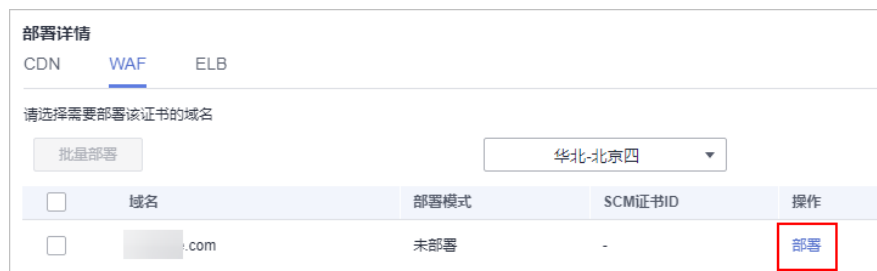 部署详情
CDN WAF ELB
请选择需要部署该证书的域名
批量部署 华北-北京四
域名 部署模式 SCM证书ID 操作
.com 未部署 - 部署